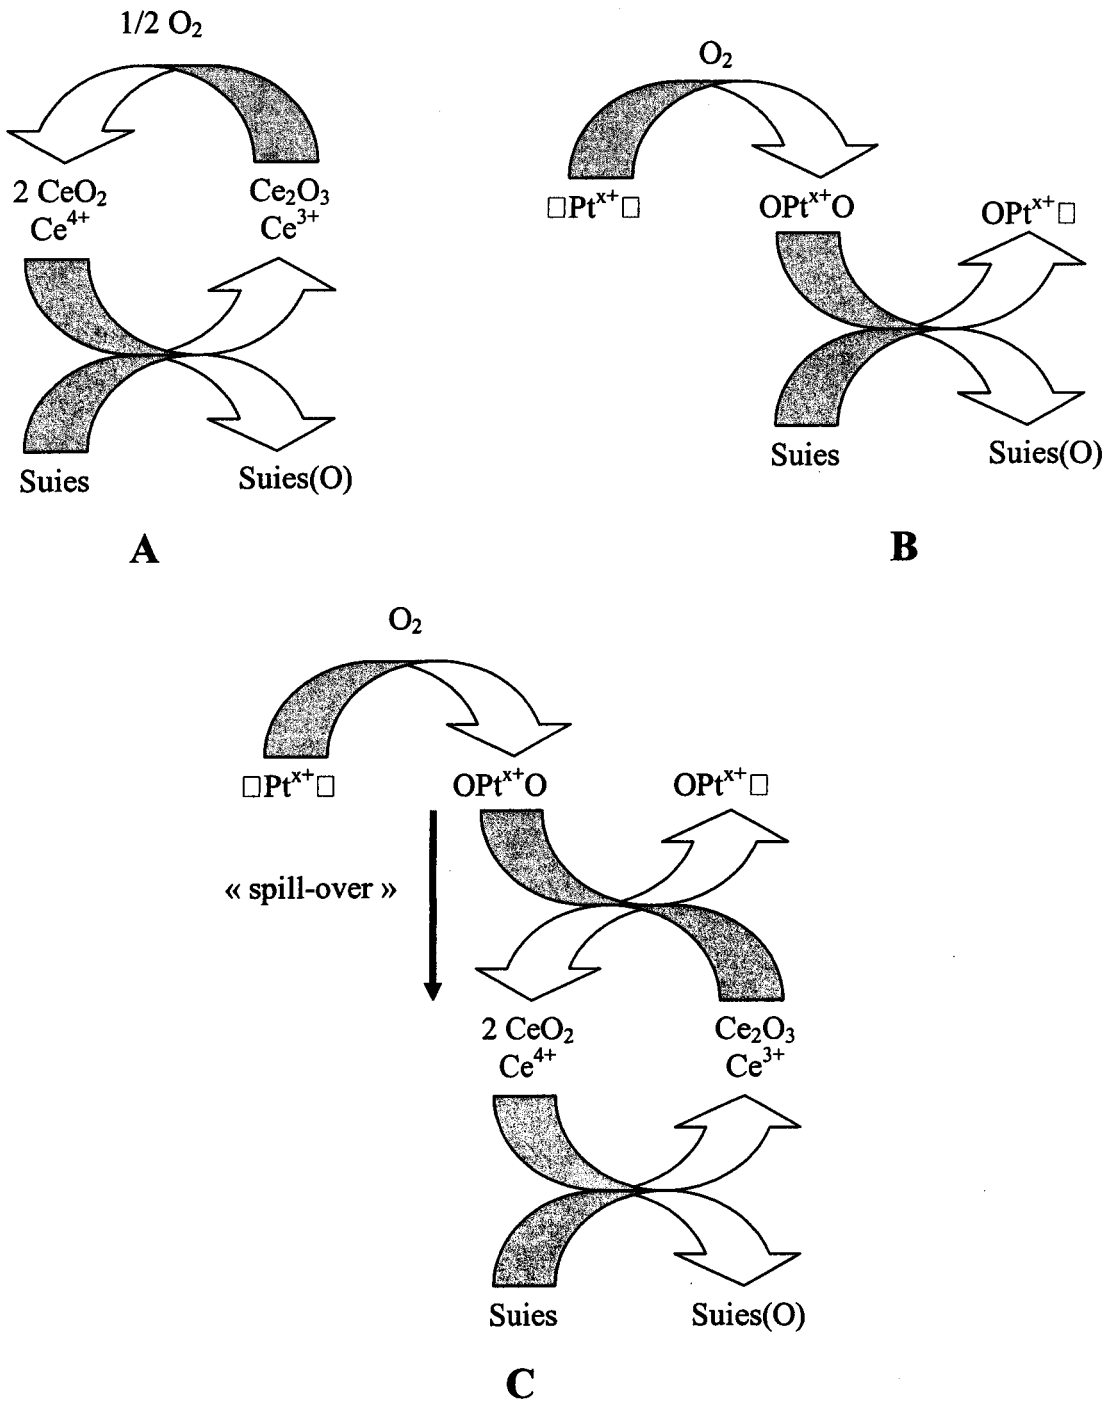 1/2 O₂
2 CeO₂
Ce⁴⁺
Ce₂O₃
Ce³⁺
Suies
Suies(O)
A
O₂
□Ptˣ⁺□
OPtˣ⁺O
OPtˣ⁺□
Suies
Suies(O)
B
O₂
□Ptˣ⁺□
OPtˣ⁺O
OPtˣ⁺□
« spill-over »
2 CeO₂
Ce⁴⁺
Ce₂O₃
Ce³⁺
Suies
Suies(O)
C